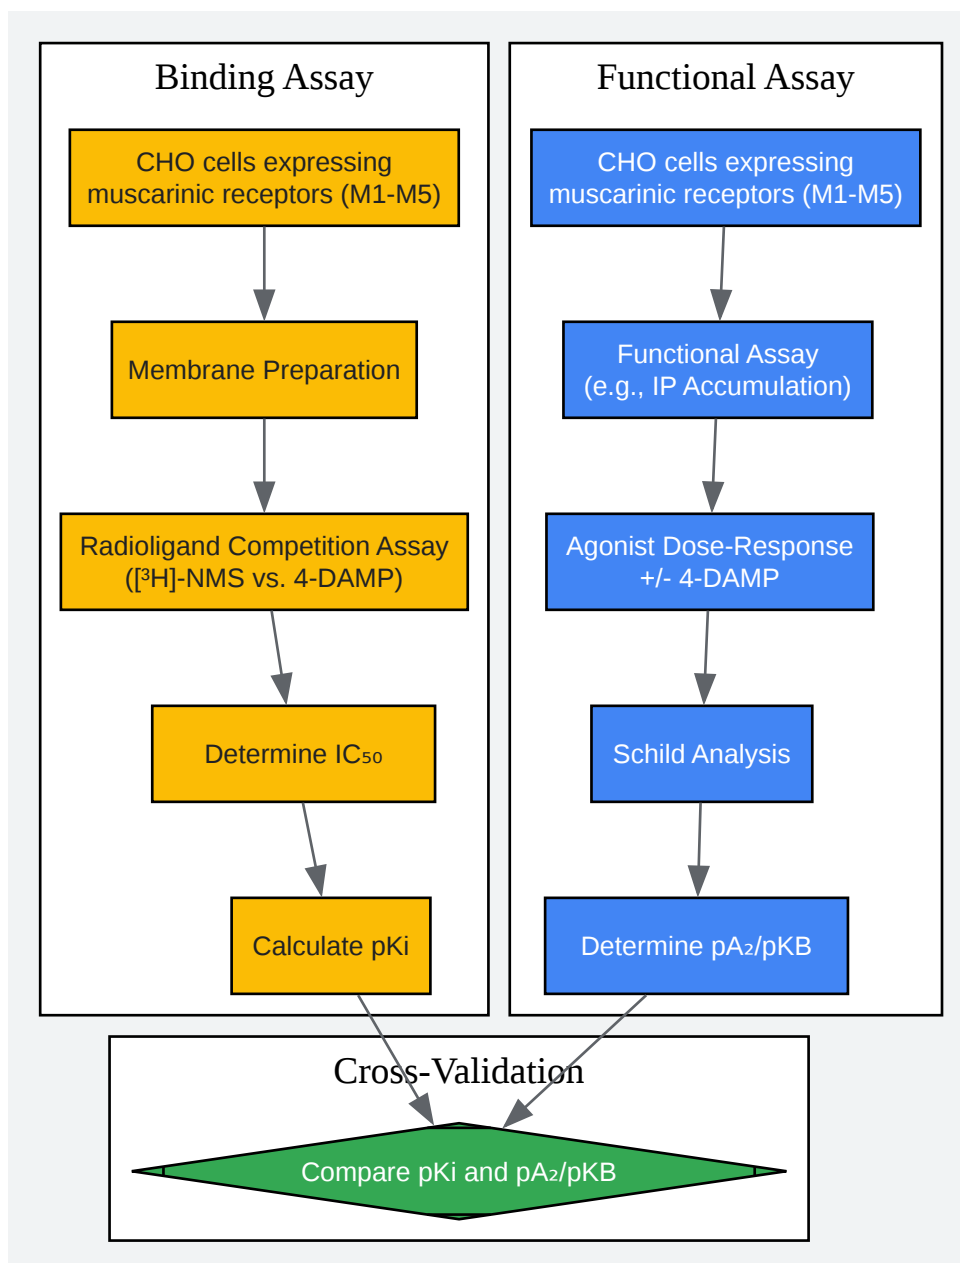 Binding Assay
CHO cells expressing
muscarinic receptors (M1-M5)
Membrane Preparation
Radioligand Competition Assay
([³H]-NMS vs. 4-DAMP)
Determine IC₅₀
Calculate pKi
Functional Assay
CHO cells expressing
muscarinic receptors (M1-M5)
Functional Assay
(e.g., IP Accumulation)
Agonist Dose-Response
+/- 4-DAMP
Schild Analysis
Determine pA₂/pKB
Cross-Validation
Compare pKi and pA₂/pKB